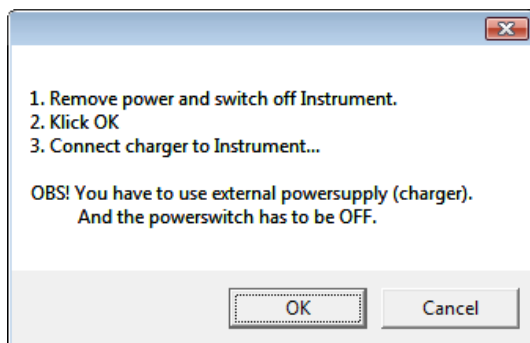 1. Remove power and switch off Instrument.
2. Klick OK
3. Connect charger to Instrument...
OBS! You have to use external powersupply (charger).
And the powerswitch has to be OFF.
OK
Cancel